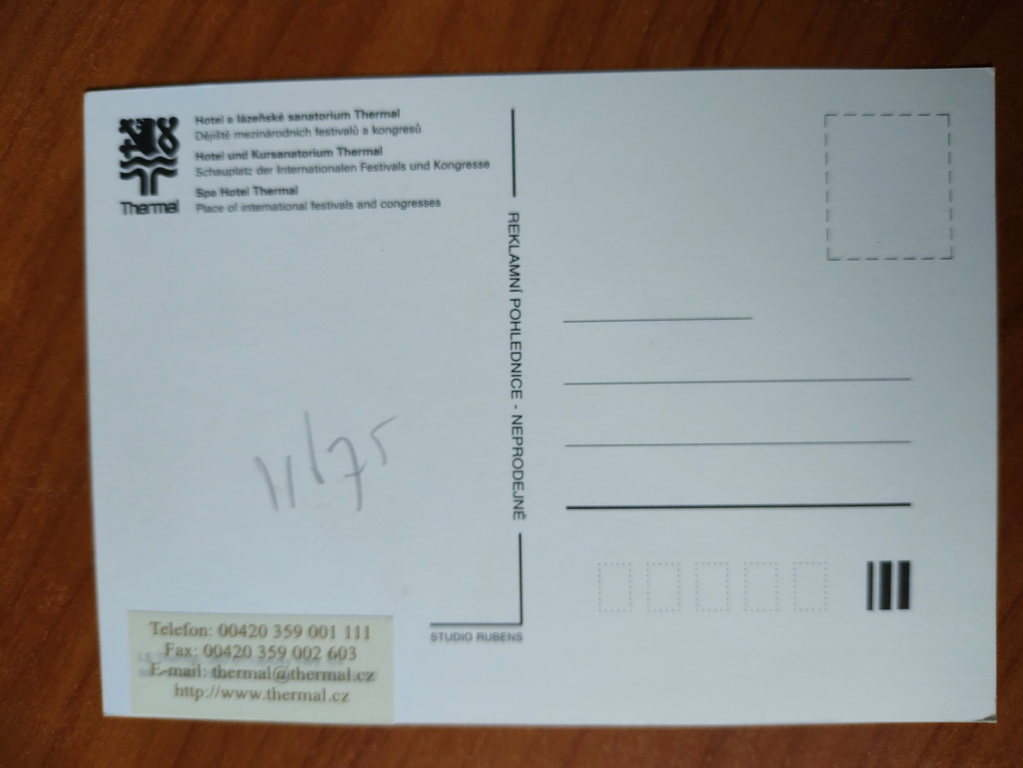 Hotel a lázeňské sanatorium Thermal
Dějiště mezinárodních festivalů a kongresů
Hotel und Kursanatorium Thermal
Schauplatz der Internationalen Festivals und Kongresse
Spa Hotel Thermal
Place of international festivals and congresses
Thermal
REKLAMNÍ POHLEDNICE - NEPRODEJNÉ
STUDIO RUBENS
Telefon: 00420 359 001 111
Fax: 00420 359 002 603
E-mail: thermal@thermal.cz
http://www.thermal.cz